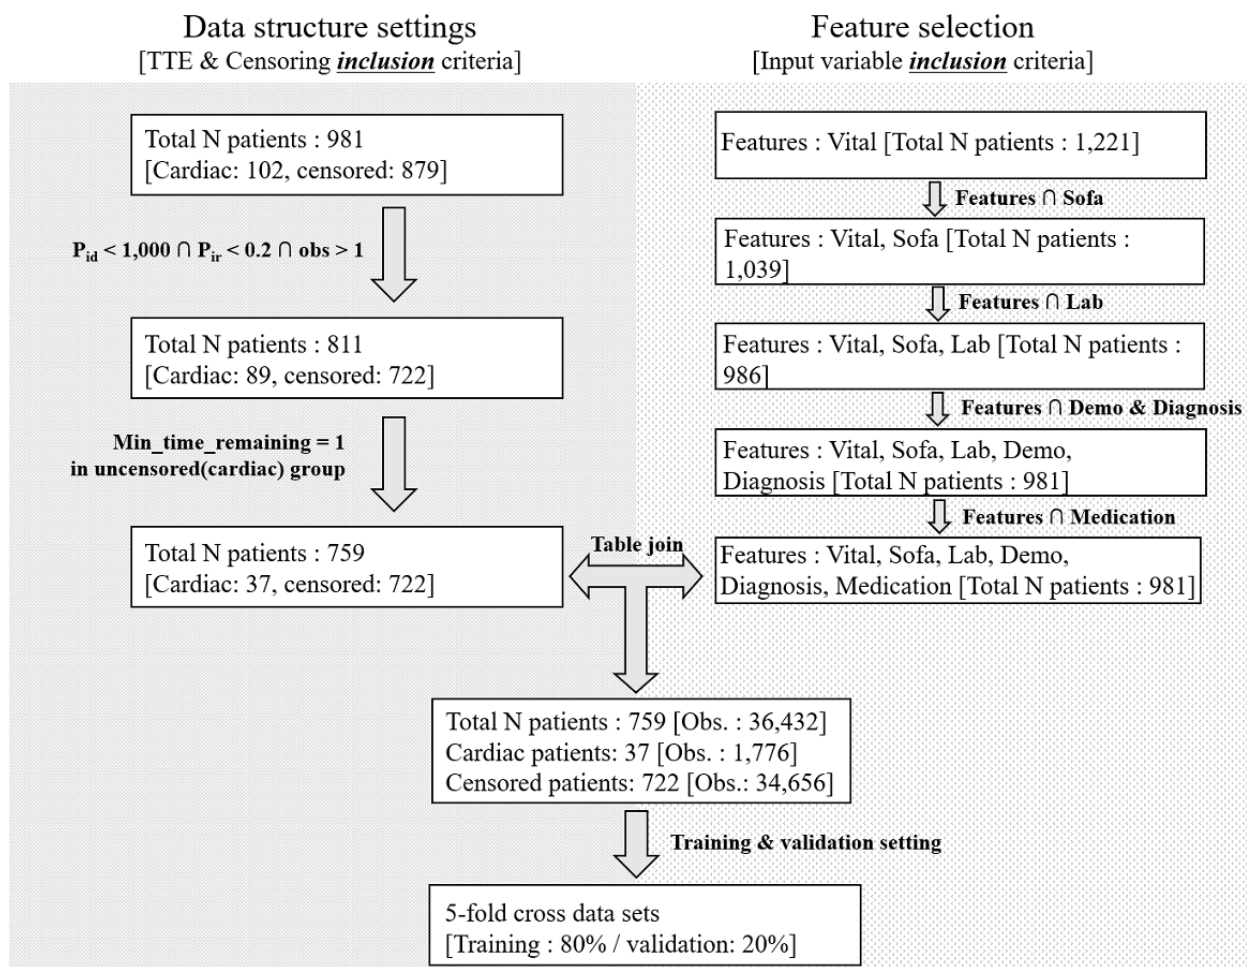 Data structure settings
[TTE & Censoring inclusion criteria]
Total N patients : 981
[Cardiac: 102, censored: 879]
P_id < 1,000 ∩ P_ir < 0.2 ∩ obs > 1
Total N patients : 811
[Cardiac: 89, censored: 722]
Min_time_remaining = 1
in uncensored(cardiac) group
Total N patients : 759
[Cardiac: 37, censored: 722]
Feature selection
[Input variable inclusion criteria]
Features : Vital [Total N patients : 1,221]
Features ∩ Sofa
Features : Vital, Sofa [Total N patients :
1,039]
Features ∩ Lab
Features : Vital, Sofa, Lab [Total N patients :
986]
Features ∩ Demo & Diagnosis
Features : Vital, Sofa, Lab, Demo,
Diagnosis [Total N patients : 981]
Features ∩ Medication
Features : Vital, Sofa, Lab, Demo,
Diagnosis, Medication [Total N patients : 981]
Table join
Total N patients : 759 [Obs. : 36,432]
Cardiac patients: 37 [Obs. : 1,776]
Censored patients: 722 [Obs.: 34,656]
Training & validation setting
5-fold cross data sets
[Training : 80% / validation: 20%]